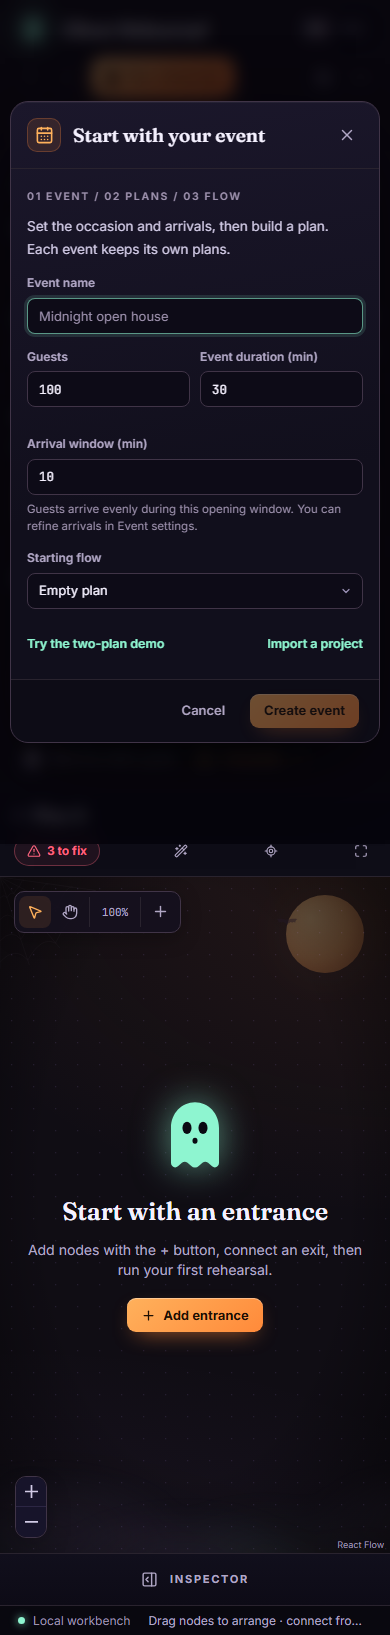 Start with your event
01 EVENT / 02 PLANS / 03 FLOW
Set the occasion and arrivals, then build a plan.
Each event keeps its own plans.
Event name
Midnight open house
Guests
Event duration (min)
100
30
Arrival window (min)
10
Guests arrive evenly during this opening window. You can
refine arrivals in Event settings.
Starting flow
Empty plan
Try the two-plan demo
Import a project
Cancel
Create event
3 to fix
100%
Start with an entrance
Add nodes with the + button, connect an exit, then
run your first rehearsal.
Add entrance
React Flow
INSPECTOR
Local workbench
Drag nodes to arrange · connect fro...